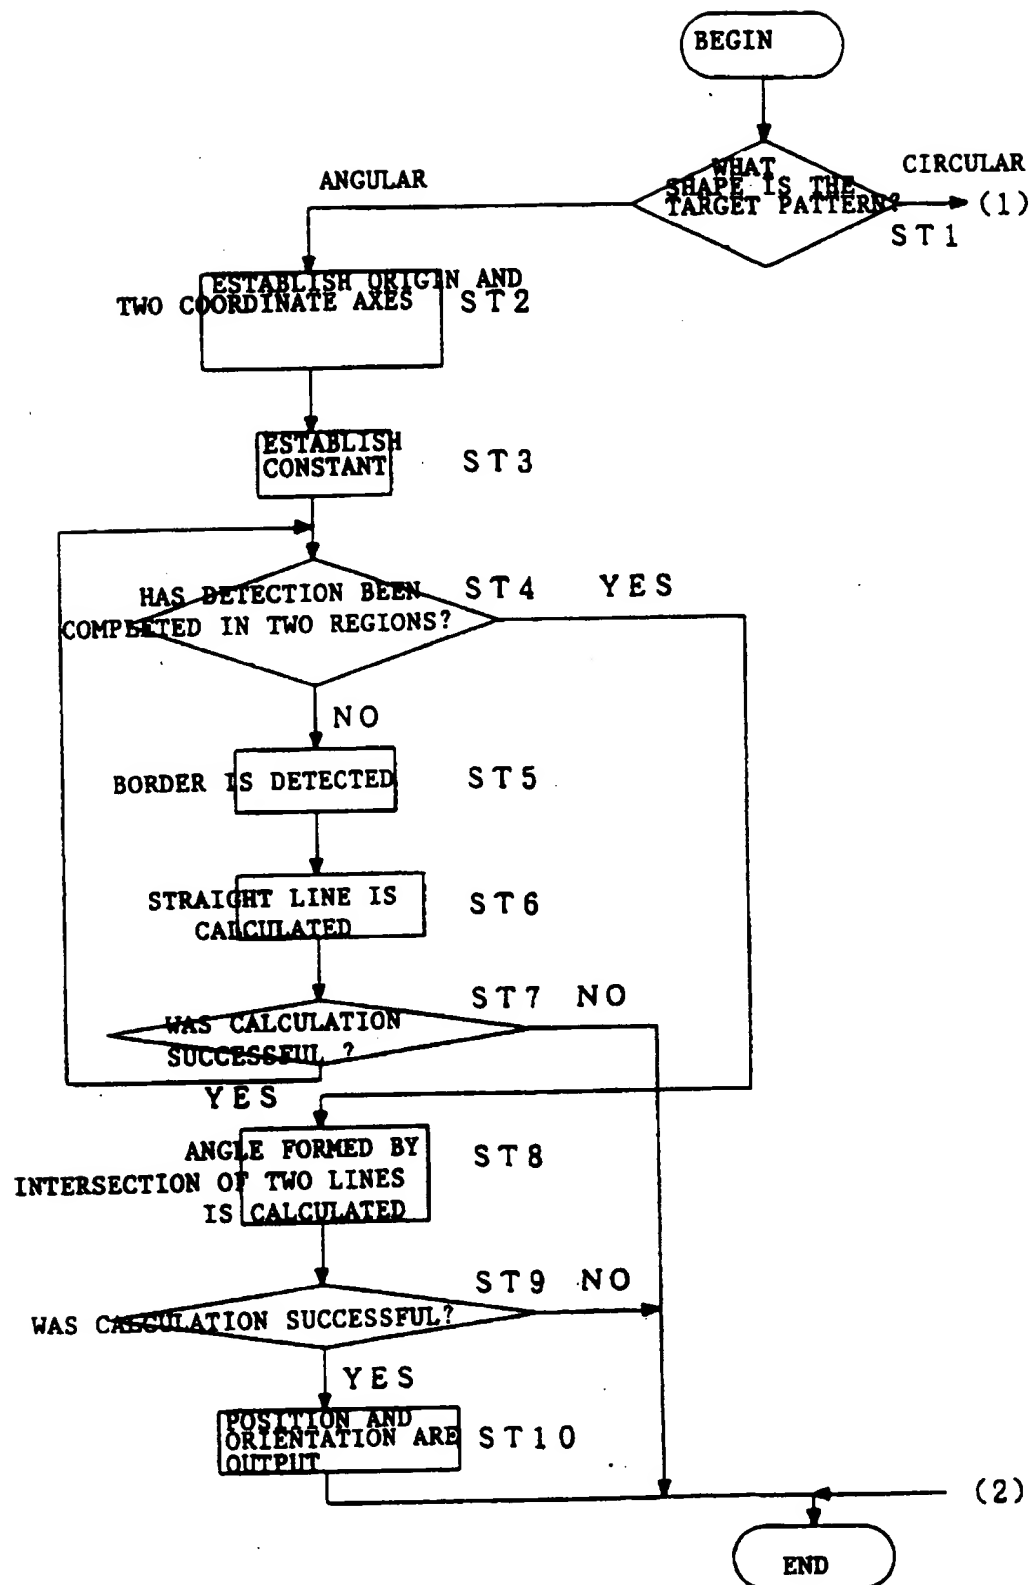 BEGIN
WHAT
SHAPE IS THE
TARGET PATTERN?
CIRCULAR
(1)
ST1
ANGULAR
ESTABLISH ORIGIN AND
TWO COORDINATE AXES
ST2
ESTABLISH
CONSTANT
ST3
HAS DETECTION BEEN
COMPLETED IN TWO REGIONS?
ST4 YES
NO
BORDER IS DETECTED
ST5
STRAIGHT LINE IS
CALCULATED
ST6
ST7 NO
WAS CALCULATION
SUCCESSFUL ?
YES
ANGLE FORMED BY
INTERSECTION OF TWO LINES
IS CALCULATED
ST8
ST9 NO
WAS CALCULATION SUCCESSFUL?
YES
POSITION AND
ORIENTATION ARE
OUTPUT
ST10
(2)
END